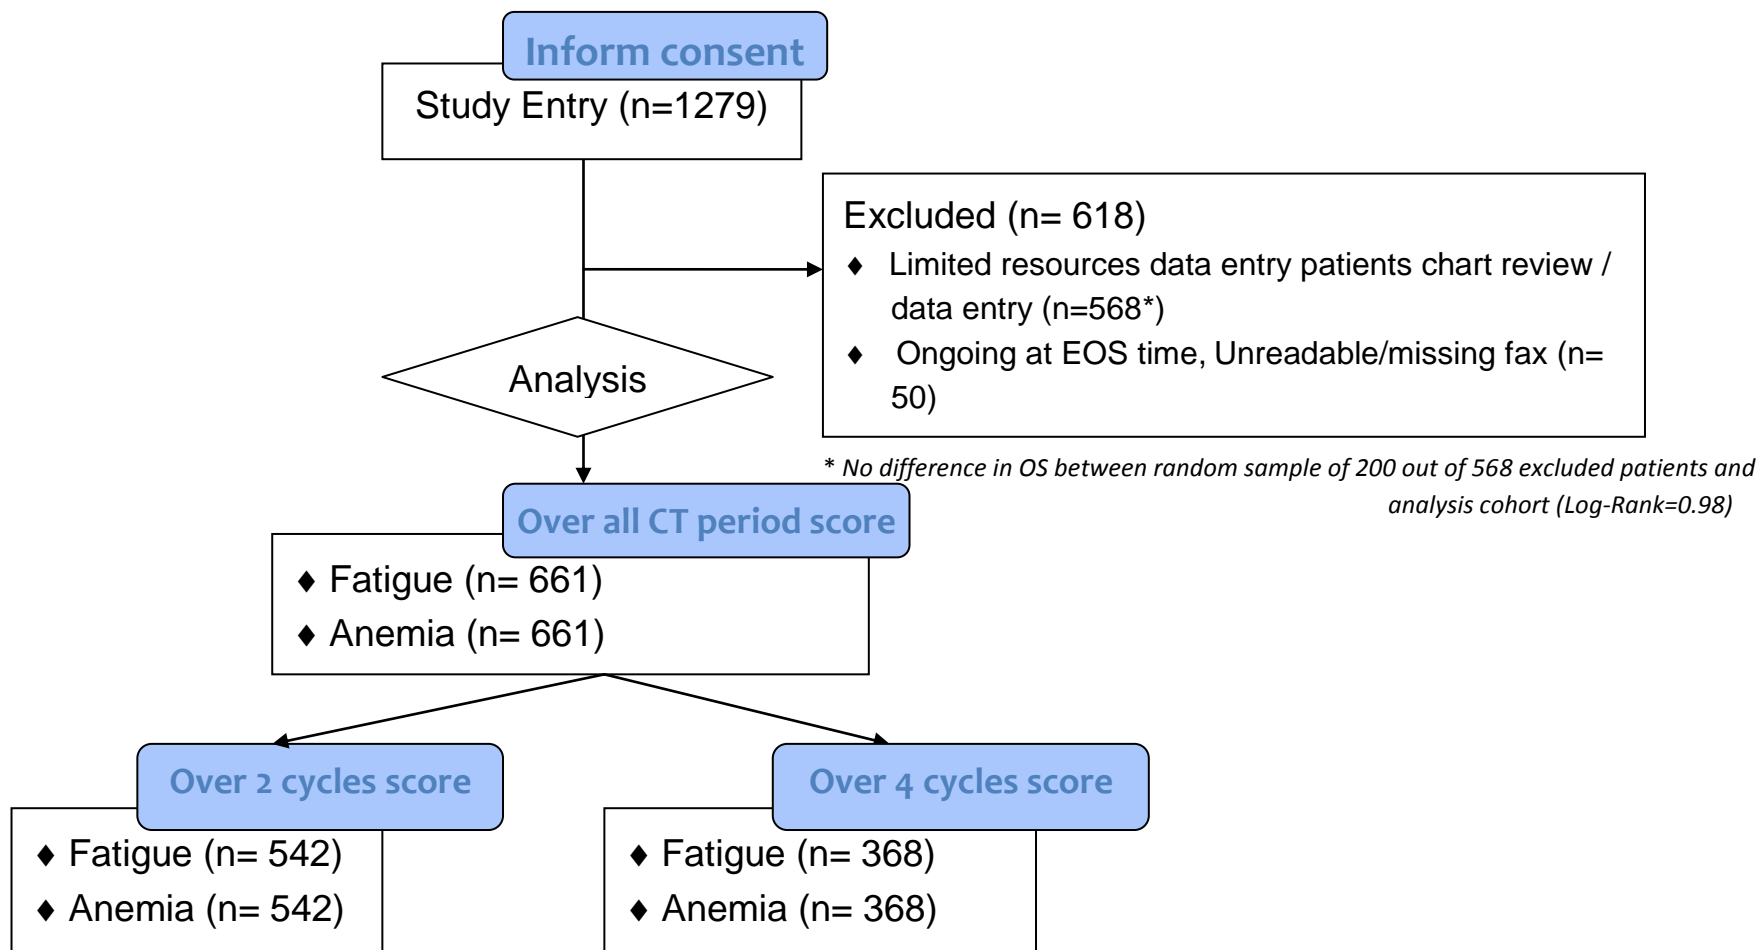 Inform consent
Study Entry (n=1279)
Excluded (n= 618)
♦ Limited resources data entry patients chart review /
data entry (n=568*)
♦ Ongoing at EOS time, Unreadable/missing fax (n=
50)
Analysis
* No difference in OS between random sample of 200 out of 568 excluded patients and
analysis cohort (Log-Rank=0.98)
Over all CT period score
♦ Fatigue (n= 661)
♦ Anemia (n= 661)
Over 2 cycles score
♦ Fatigue (n= 542)
♦ Anemia (n= 542)
Over 4 cycles score
♦ Fatigue (n= 368)
♦ Anemia (n= 368)